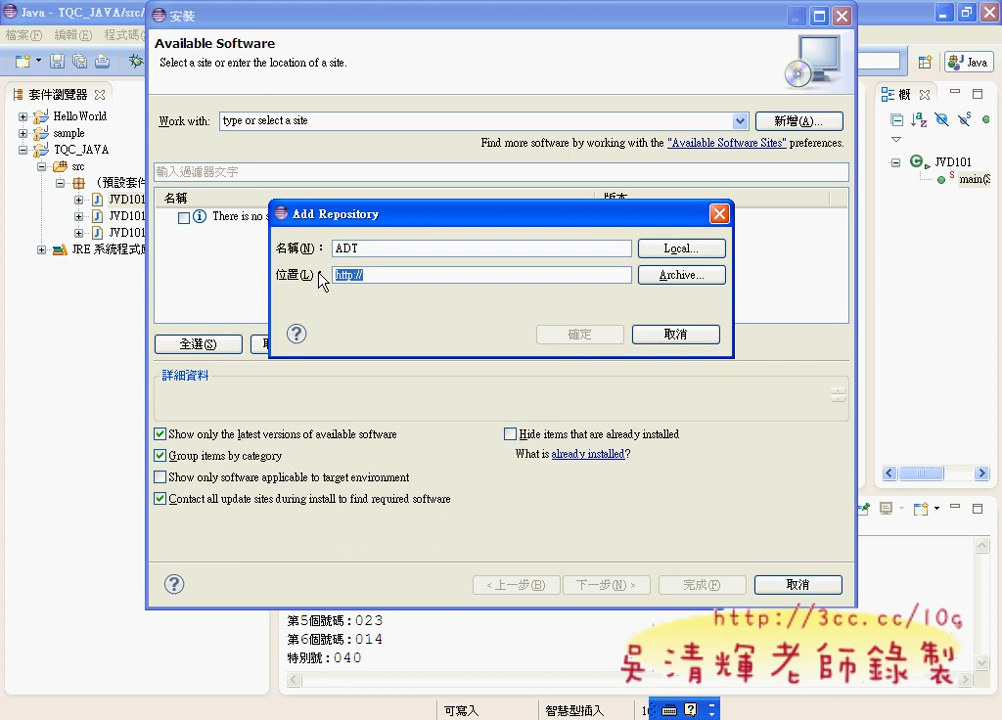 Java - TQC_JAVA/src/
檔案(F) 編輯(E) 程式碼(
Java
套件瀏覽器
HelloWorld
sample
TQC_JAVA
src
(預設套件
JVD101
JVD101
JVD101
JRE 系統程式庫
安裝
Available Software
Select a site or enter the location of a site.
Work with:
type or select a site
新增(A)...
Find more software by working with the "Available Software Sites" preferences.
輸入過濾器文字
名稱
版本
There is no s
Add Repository
名稱(N)：
ADT
Local...
位置(L)：
http://
Archive...
確定
取消
全選(S)
詳細資料
Show only the latest versions of available software
Hide items that are already installed
Group items by category
What is already installed?
Show only software applicable to target environment
Contact all update sites during install to find required software
< 上一步(B)
下一步(N) >
完成(F)
取消
概
JVD101
main(S
第5個號碼：023
第6個號碼：014
特別號：040
http://3cc.cc/10g
吳清輝老師錄製
可寫入
智慧型插入